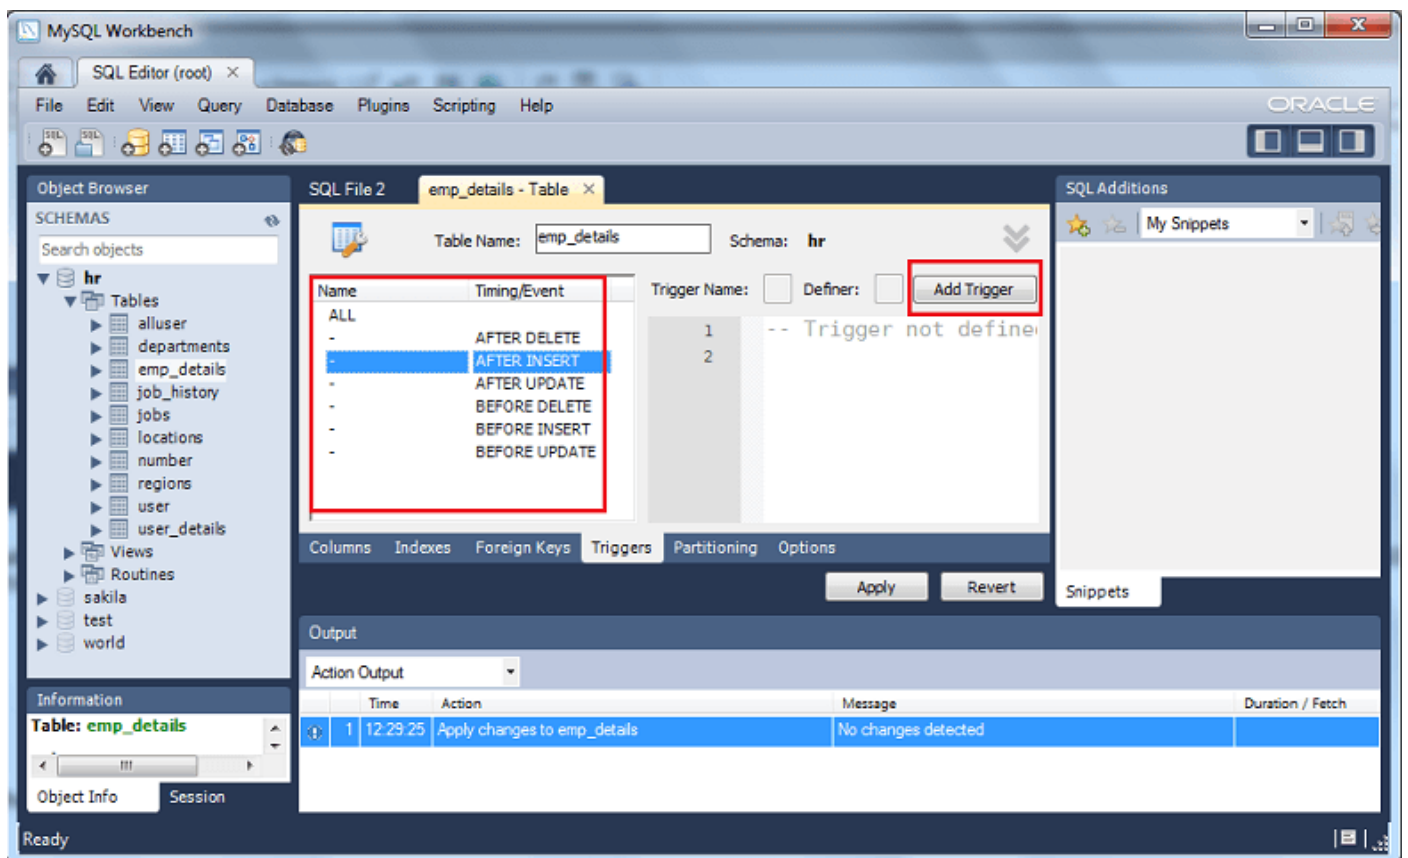 MySQL Workbench
SQL Editor (root) ×
File Edit View Query Database Plugins Scripting Help
ORACLE
SQL SQL
Object Browser
SCHEMAS
Search objects
hr
Tables
alluser
departments
emp_details
job_history
jobs
locations
number
regions
user
user_details
Views
Routines
sakila
test
world
Information
Table: emp_details
Object Info Session
SQL File 2 emp_details - Table ×
Table Name: emp_details Schema: hr
Name Timing/Event
ALL
- AFTER DELETE
- AFTER INSERT
- AFTER UPDATE
- BEFORE DELETE
- BEFORE INSERT
- BEFORE UPDATE
Trigger Name: Definer: Add Trigger
1 -- Trigger not define
2
Columns Indexes Foreign Keys Triggers Partitioning Options
Apply Revert
SQL Additions
My Snippets
Snippets
Output
Action Output
Time Action Message Duration / Fetch
1 12:29:25 Apply changes to emp_details No changes detected
Ready